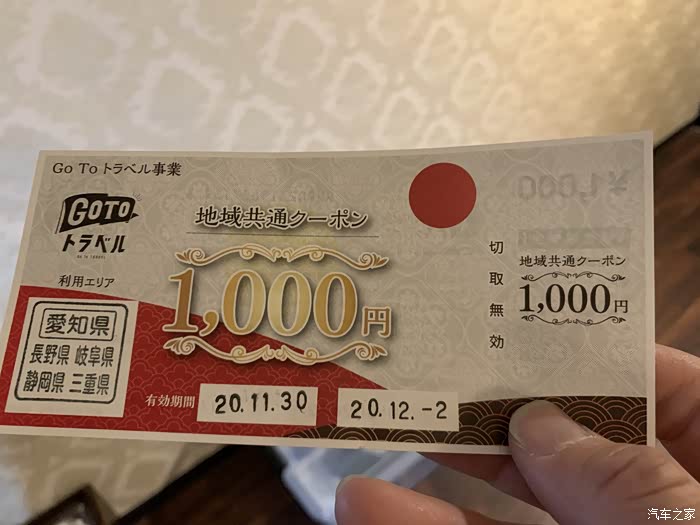 Go To トラベル事業
GOTO
トラベル
地域共通クーポン
1,000円
利用エリア
愛知県
長野県 岐阜県
静岡県 三重県
有効期間
20.11.30
20.12.-2
切取無効
¥1,000
地域共通クーポン
1,000円
汽车之家